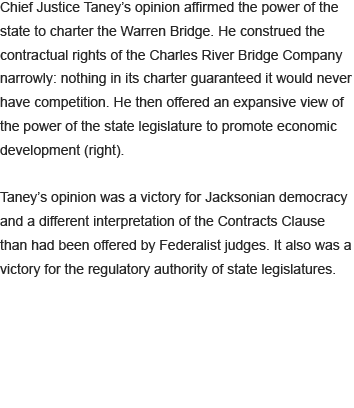 Chief Justice Taney's opinion affirmed the power of the
state to charter the Warren Bridge. He construed the
contractual rights of the Charles River Bridge Company
narrowly: nothing in its charter guaranteed it would never
have competition. He then offered an expansive view of
the power of the state legislature to promote economic
development (right).
Taney's opinion was a victory for Jacksonian democracy
and a different interpretation of the Contracts Clause
than had been offered by Federalist judges. It also was a
victory for the regulatory authority of state legislatures.